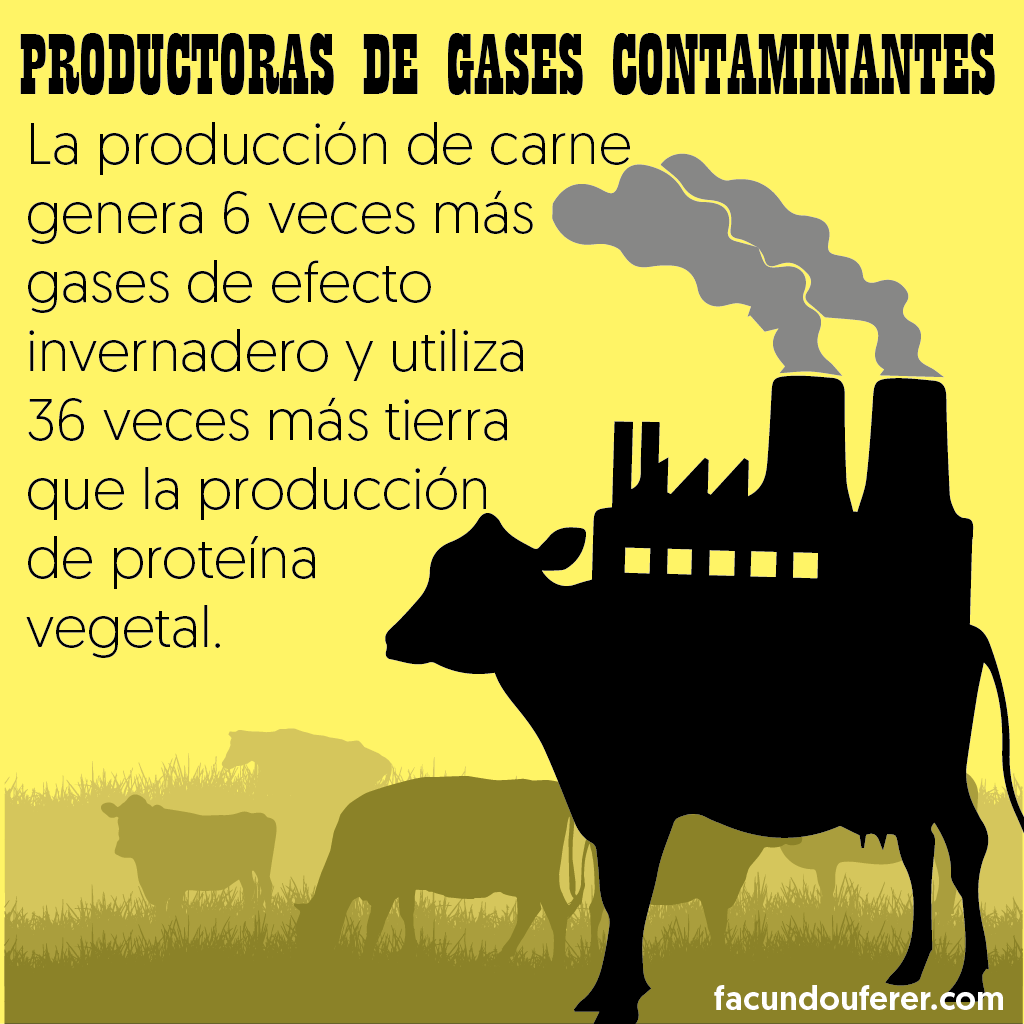 PRODUCTORAS DE GASES CONTAMINANTES
La producción de carne
genera 6 veces más
gases de efecto
invernadero y utiliza
36 veces más tierra
que la producción
de proteína
vegetal.
facundouferer.com